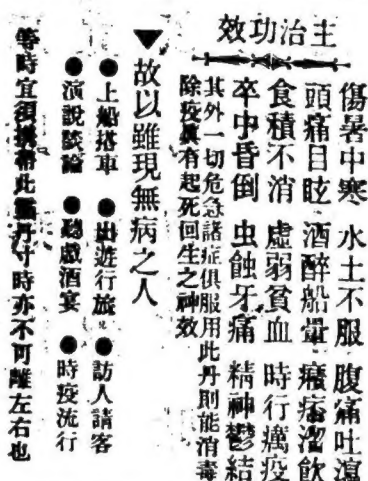 主治功效
傷暑中寒 水土不服 腹痛吐瀉
頭痛目眩 酒醉船暈 癨痧溜飲
食積不消 虛弱貧血 時行癘疫
卒中昏倒 虫蝕牙痛 精神鬱結
其外一切危急諸症俱服用此丹則能消毒
除疫眞有起死回生之神效
▼故以雖現無病之人
●上船搭車 ●出遊行旅 ●訪人請客
●演說談論 ●聽戲酒宴 ●時疫流行
等時宜須攜帶此靈丹寸時亦不可離左右也